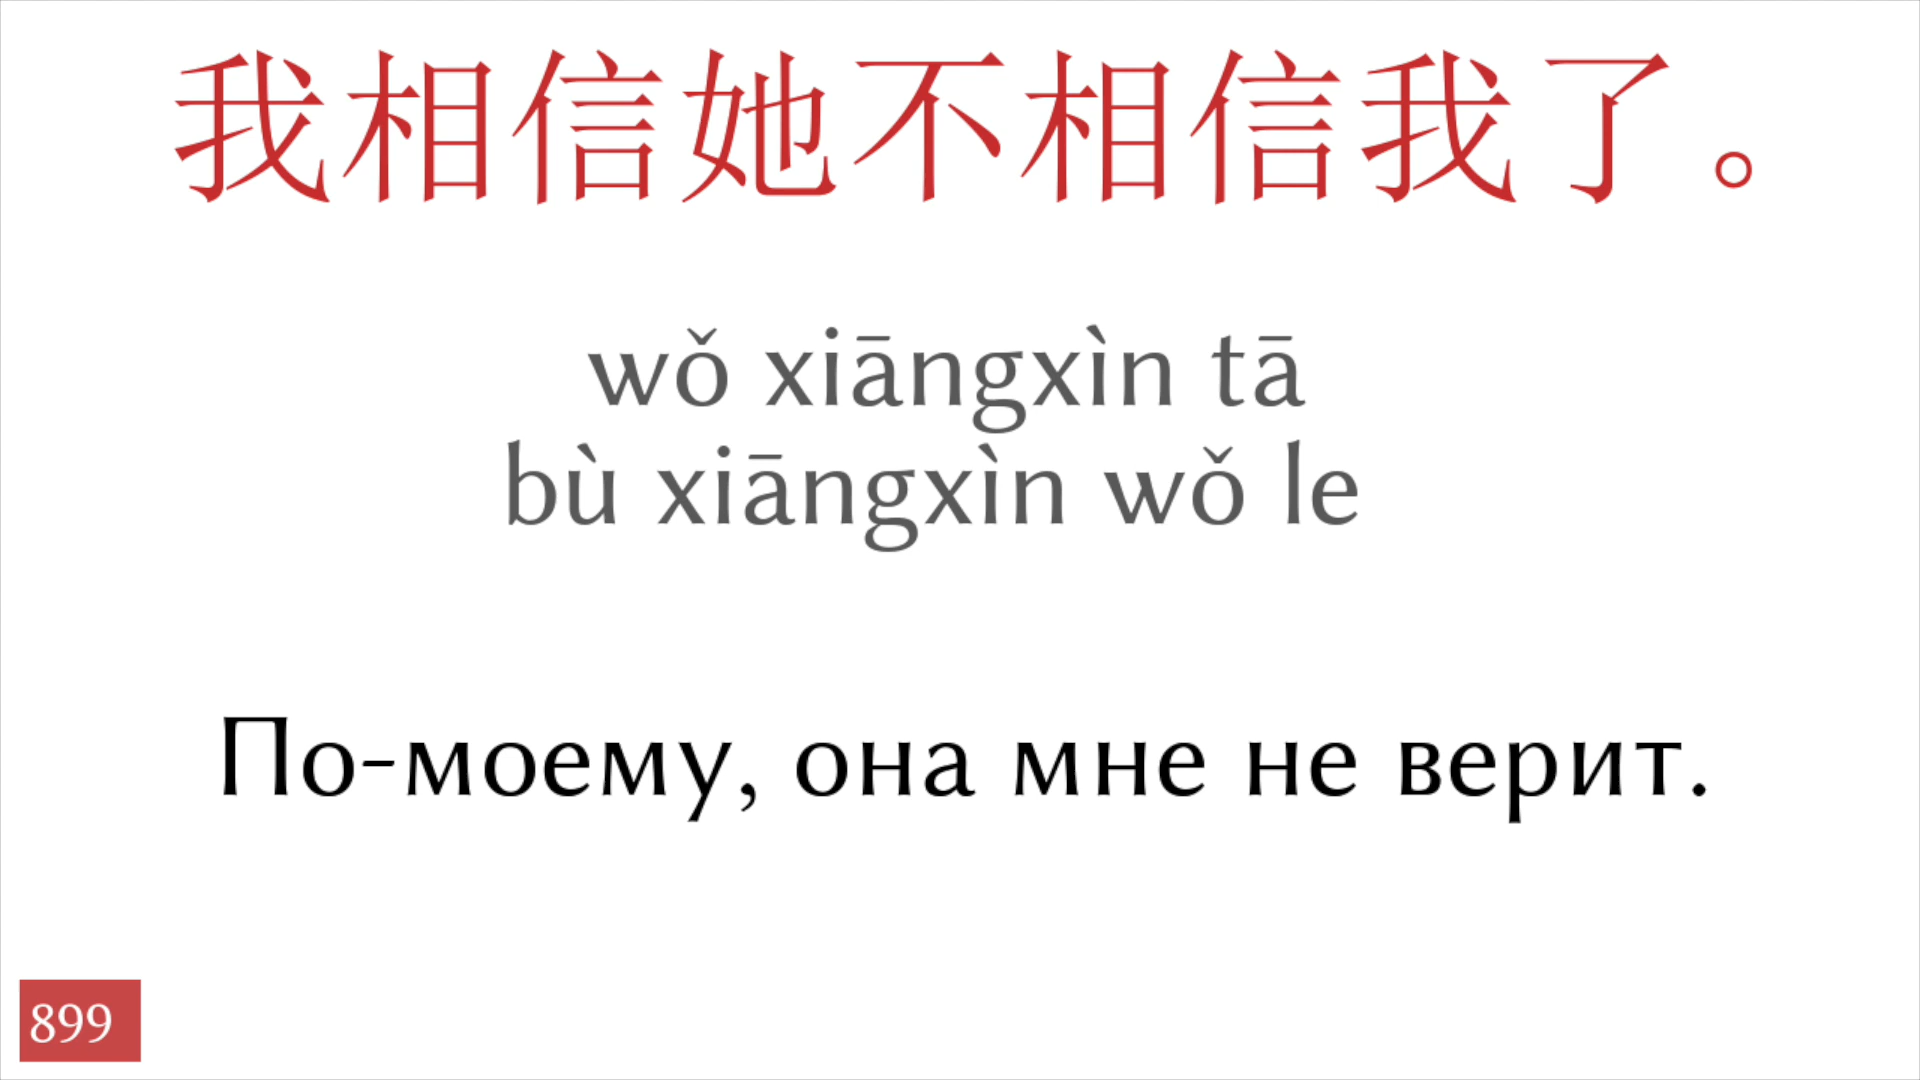 我相信她不相信我了。
wǒ xiāngxìn tā
bù xiāngxìn wǒ le
По-моему, она мне не верит.
899